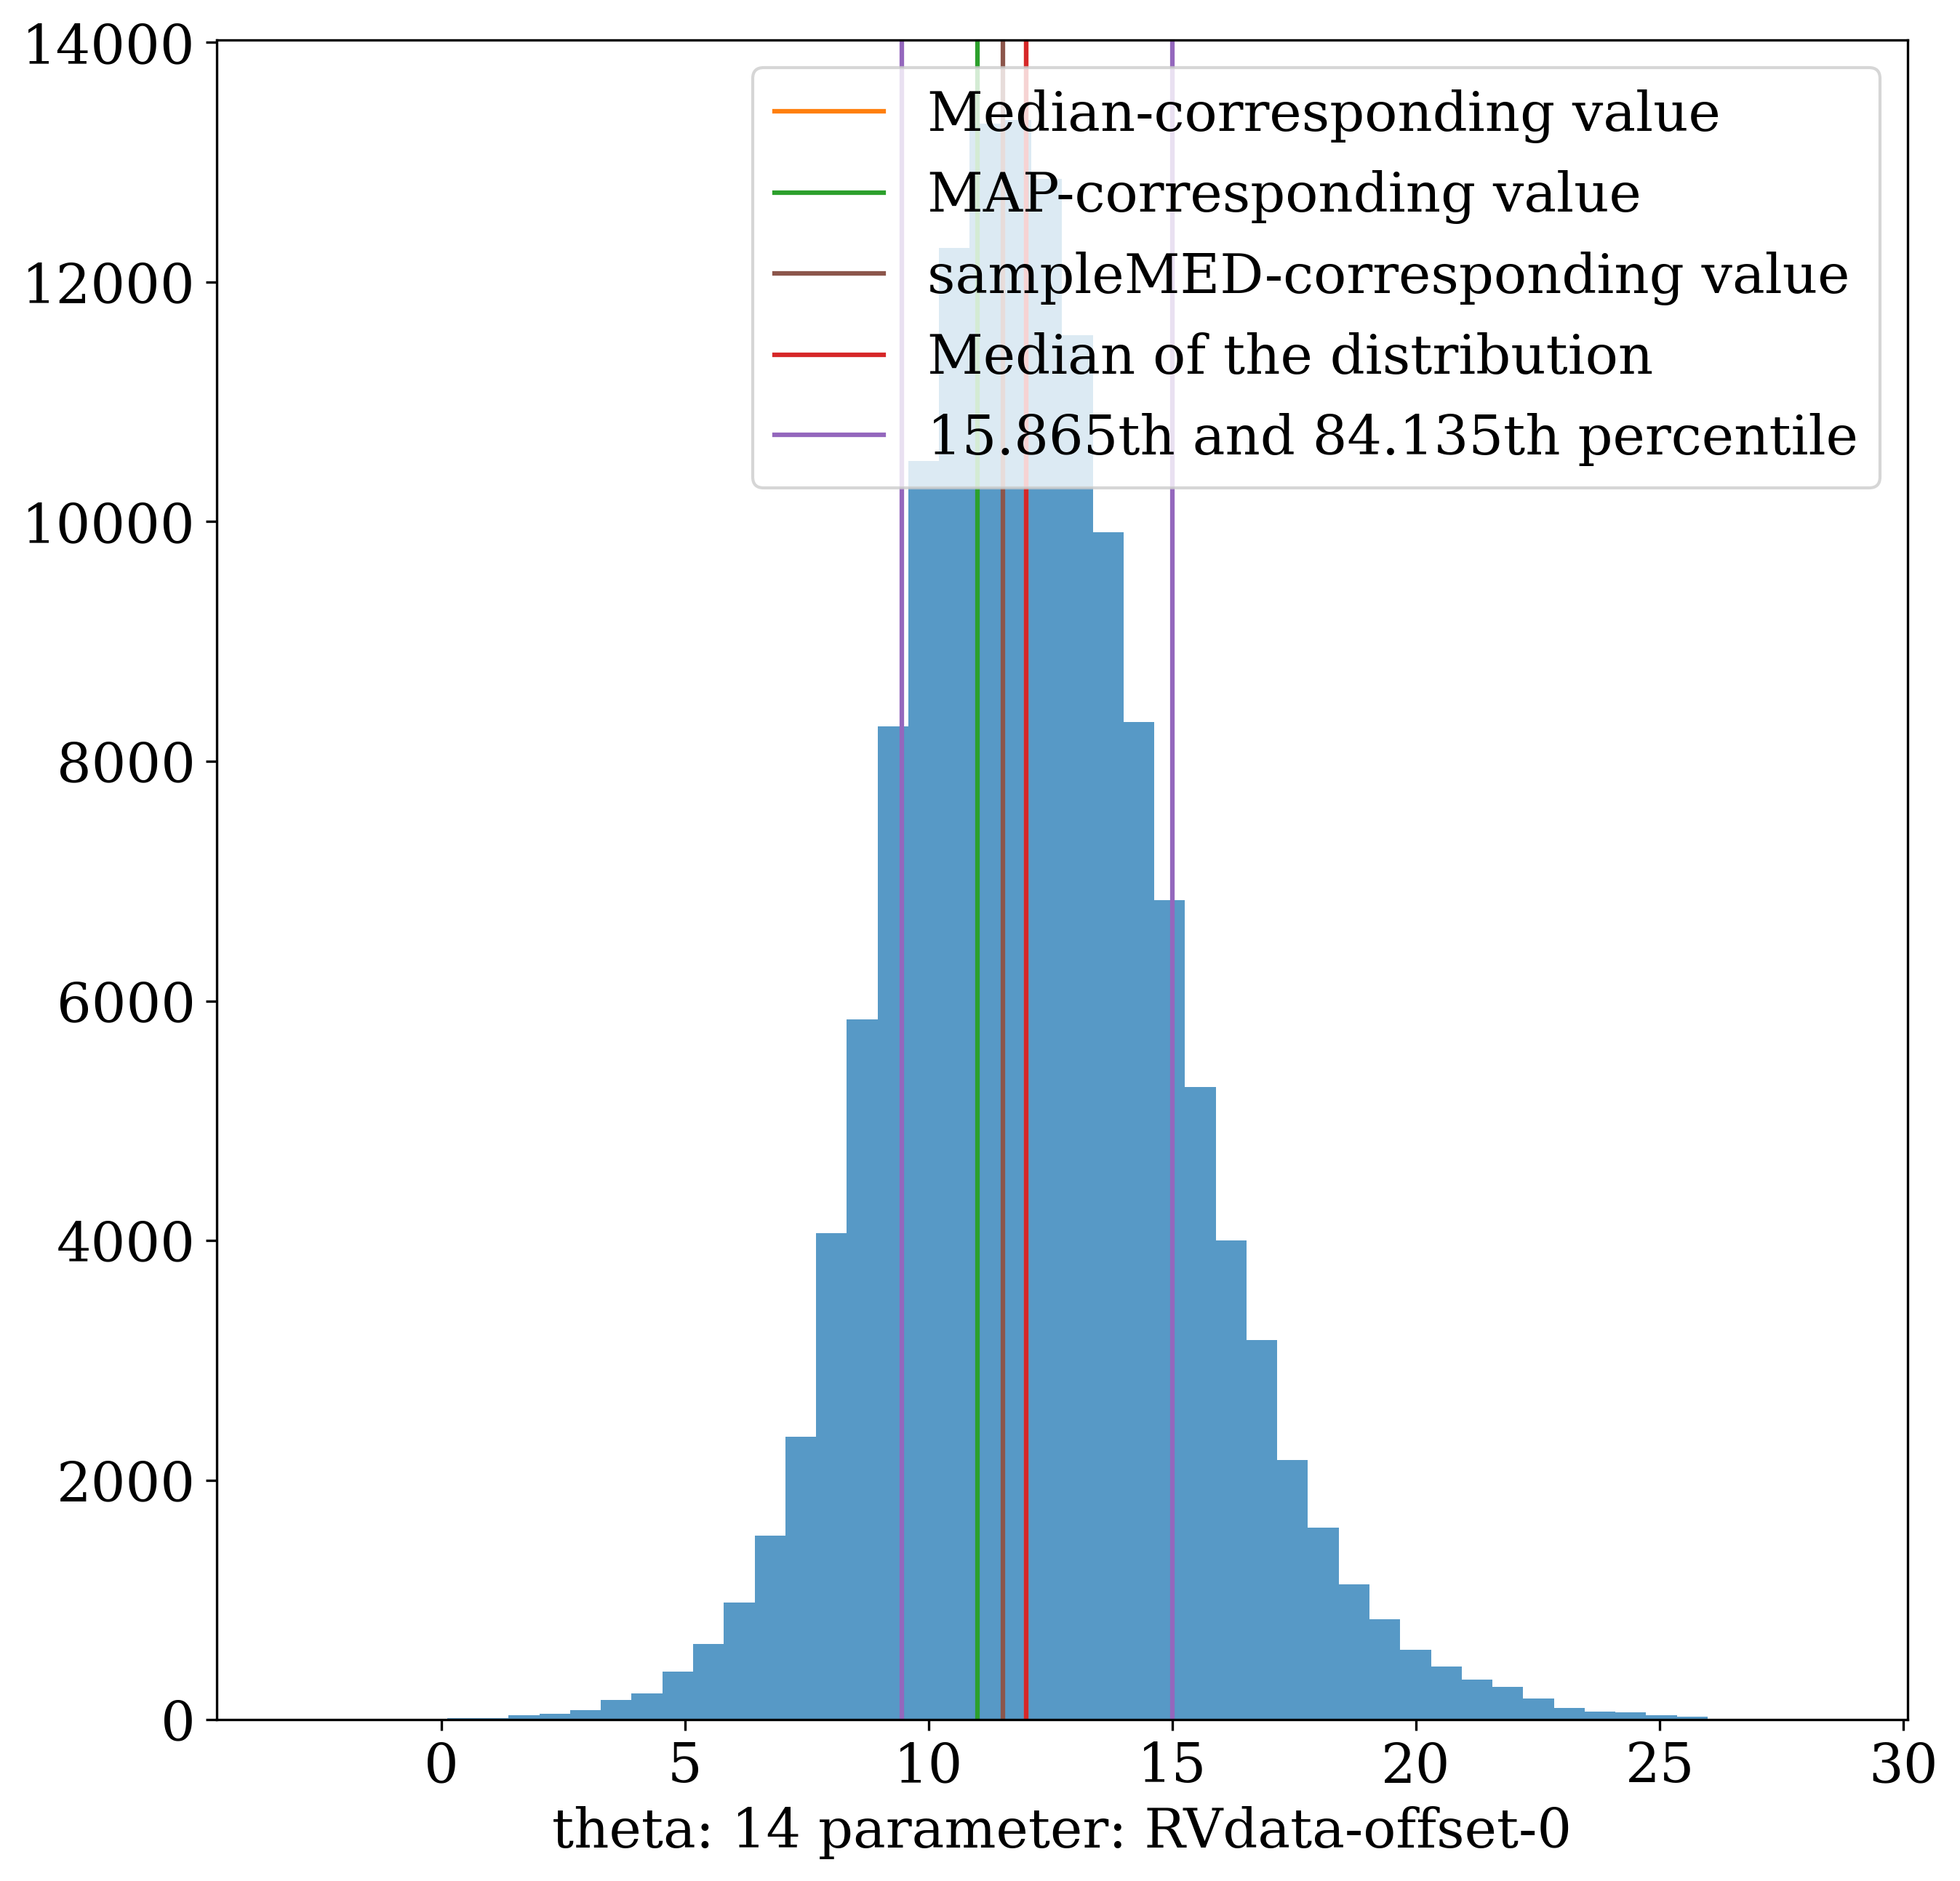 14000
12000
10000
8000
6000
4000
2000
0
Median-corresponding value
MAP-corresponding value
sampleMED-corresponding value
Median of the distribution
15.865th and 84.135th percentile
0 5 10 15 20 25 30
theta: 14 parameter: RVdata-offset-0